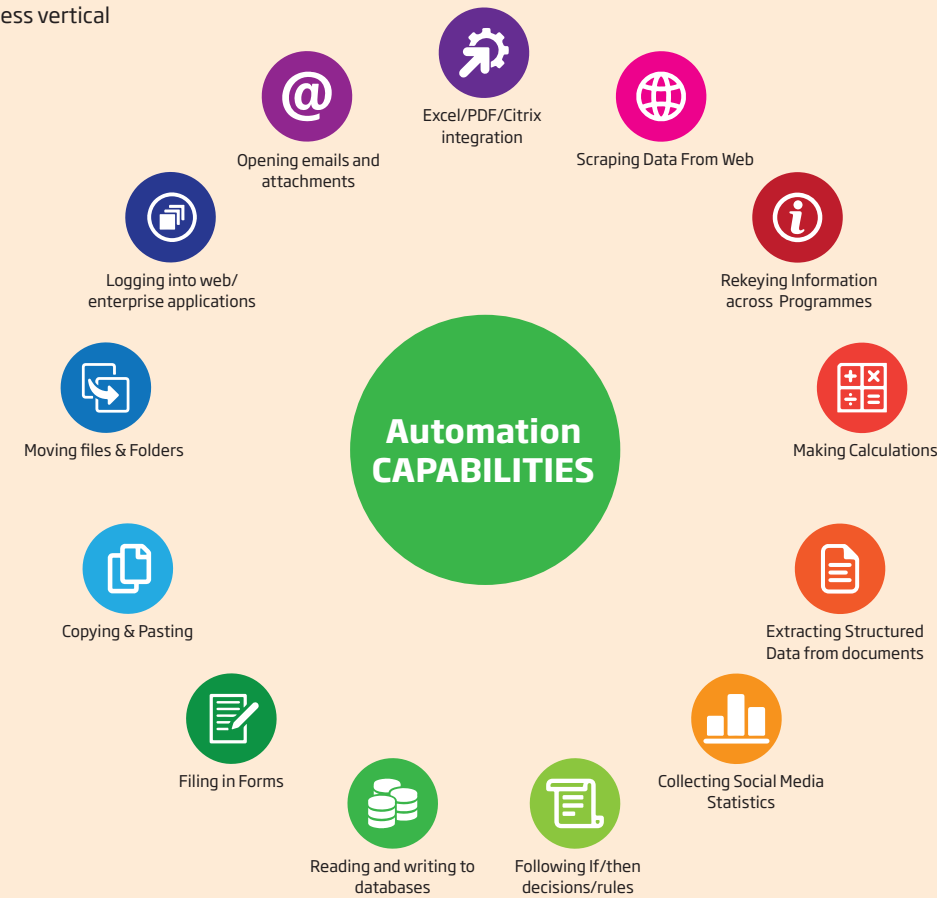 ess vertical
Excel/PDF/Citrix
integration
Opening emails and
attachments
Scraping Data From Web
Logging into web/
enterprise applications
Rekeying Information
across Programmes
Automation
CAPABILITIES
Moving files & Folders
Making Calculations
Copying & Pasting
Extracting Structured
Data from documents
Filing in Forms
Collecting Social Media
Statistics
Reading and writing to
databases
Following If/then
decisions/rules